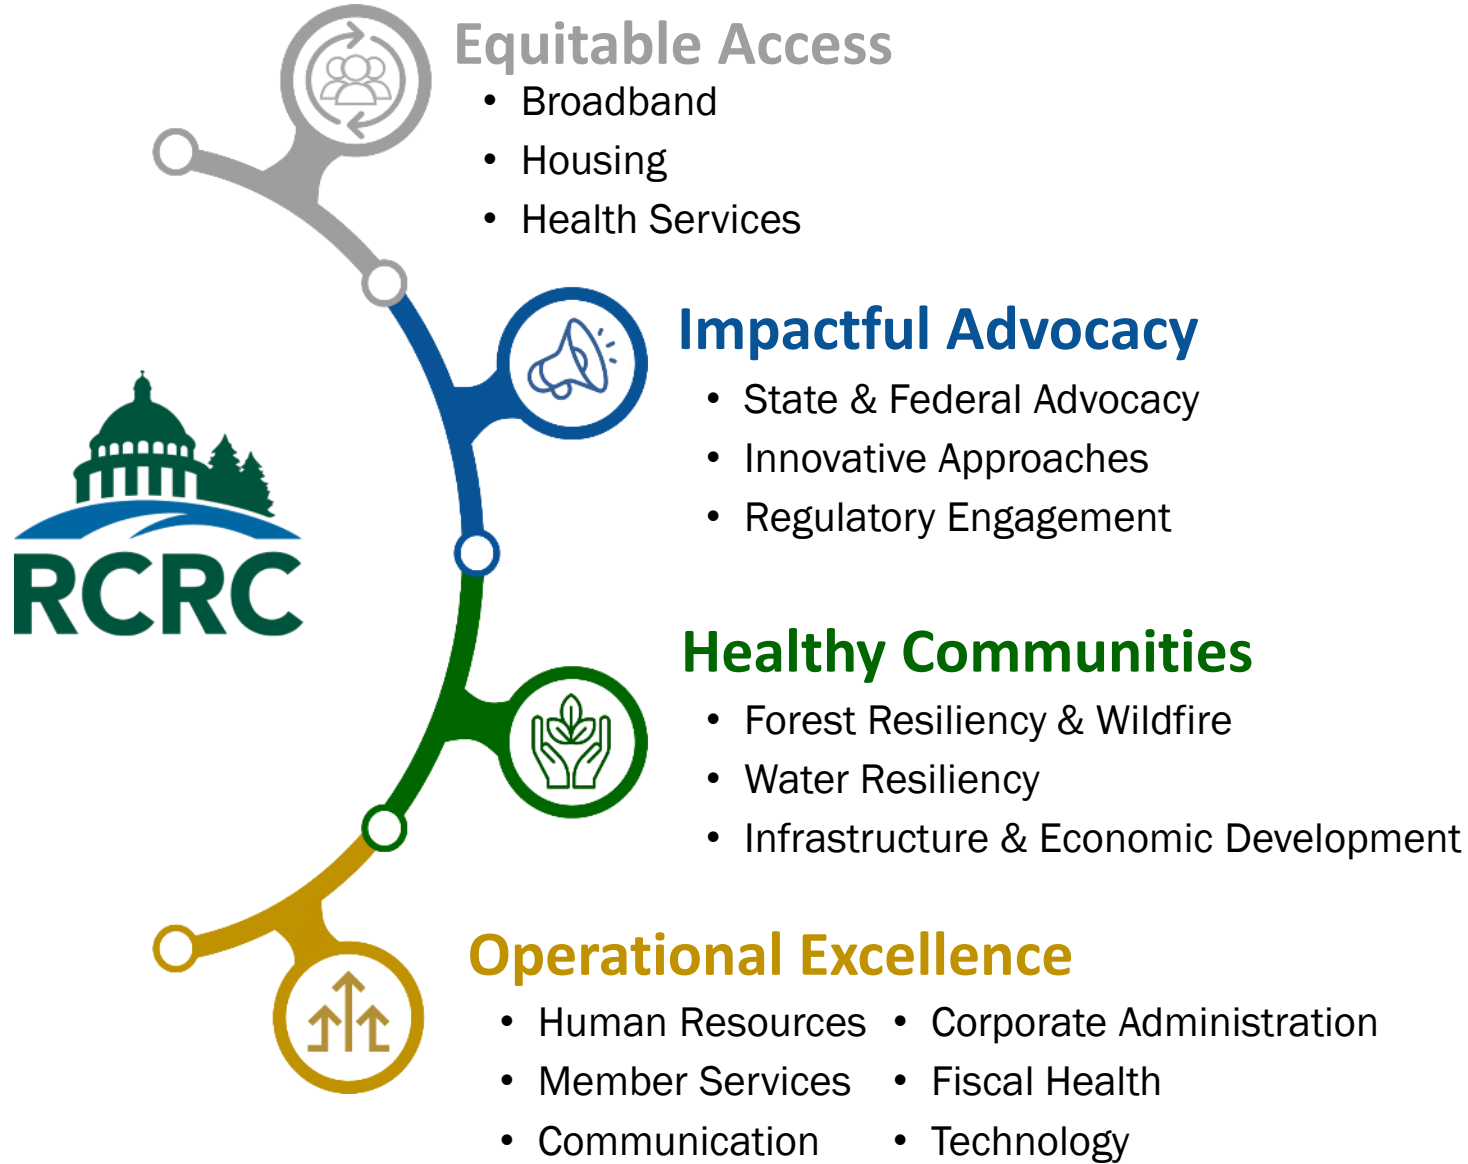 Equitable Access
• Broadband
• Housing
• Health Services
Impactful Advocacy
• State & Federal Advocacy
• Innovative Approaches
• Regulatory Engagement
RCRC
Healthy Communities
• Forest Resiliency & Wildfire
• Water Resiliency
• Infrastructure & Economic Development
Operational Excellence
• Human Resources
• Member Services
• Communication
• Corporate Administration
• Fiscal Health
• Technology